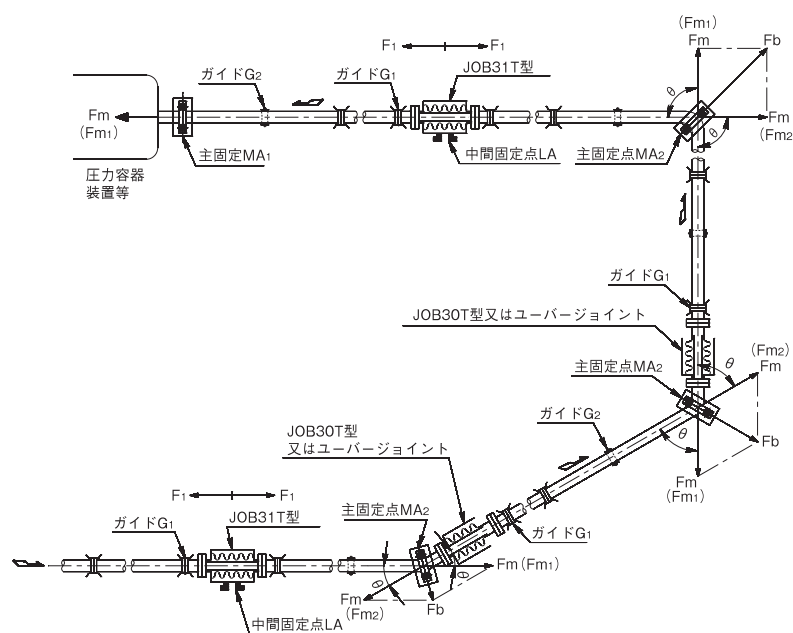 (Fm1)
Fm
Fb
F1
F1
ガイドG2
ガイドG1
JOB31T型
θ
Fm
(Fm1)
Fm
(Fm2
θ
主固定MA1
中間固定点LA
主固定点MA2
圧力容器
装置等
ガイドG1
JOB30T型又はユーバージョイント
(Fm2)
Fm
θ
主固定点MA2
ガイドG2
θ
Fb
JOB30T型
又はユーバージョイント
Fm
(Fm1)
F1
F1
主固定点MA2
ガイドG1
JOB31T型
ガイドG1
Fm(Fm1)
θ
θ
Fm
(Fm2)
Fb
中間固定点LA